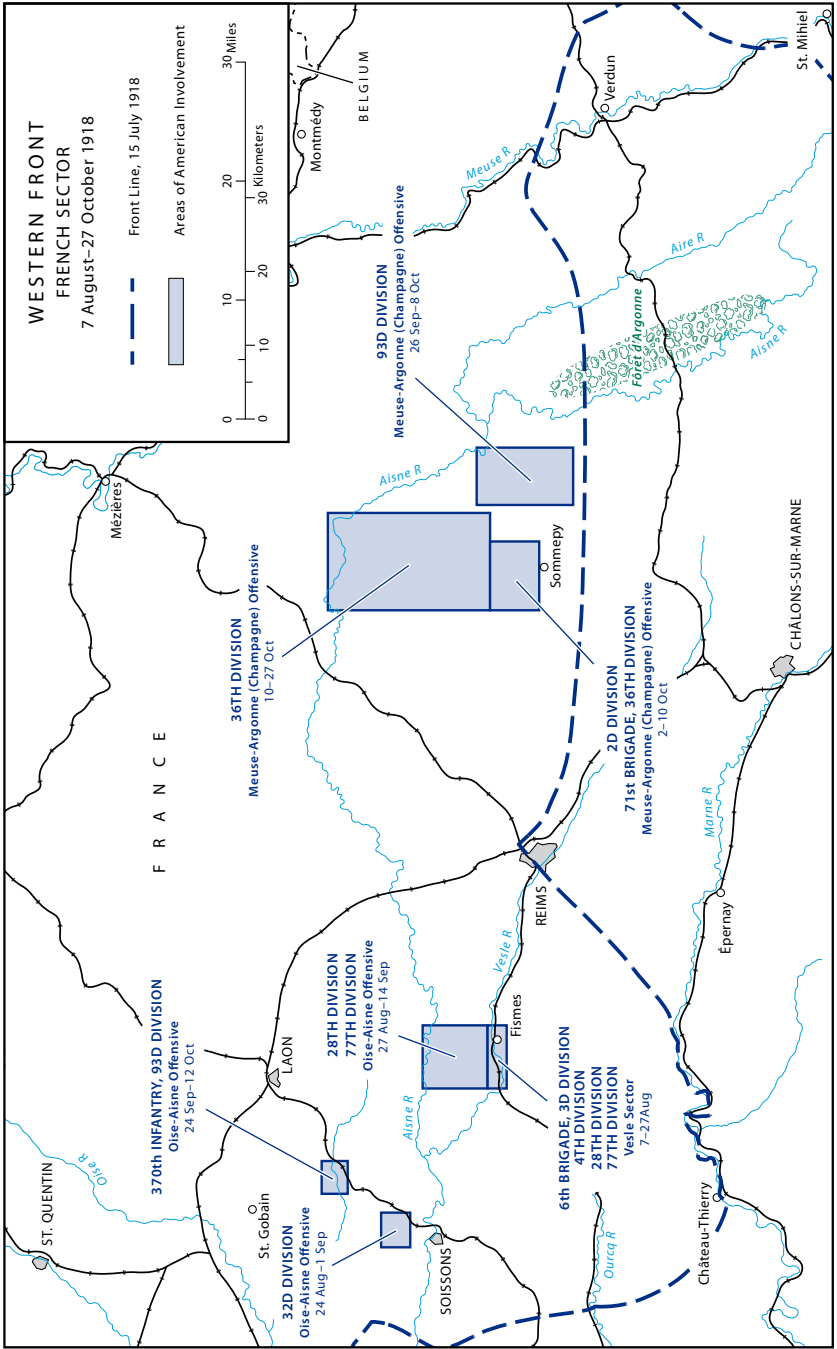 WESTERN FRONT
FRENCH SECTOR
7 August–27 October 1918
Front Line, 15 July 1918
Areas of American Involvement
0 10 20 30 Miles
0 10 20 30 Kilometers
ST. QUENTIN
Oise R
370th INFANTRY, 93D DIVISION
Oise-Aisne Offensive
24 Sep–12 Oct
LAON
St. Gobain
32D DIVISION
Oise-Aisne Offensive
24 Aug–1 Sep
SOISSONS
28TH DIVISION
77TH DIVISION
Oise-Aisne Offensive
27 Aug–14 Sep
Aisne R
Vesle R
Fismes
6th BRIGADE, 3D DIVISION
4TH DIVISION
28TH DIVISION
77TH DIVISION
Vesle Sector
7–27Aug
Ourcq R
Château-Thierry
FRANCE
REIMS
Épernay
Marne R
Mézières
36TH DIVISION
Meuse-Argonne (Champagne) Offensive
10–27 Oct
Aisne R
Sommepy
2D DIVISION
71st BRIGADE, 36TH DIVISION
Meuse-Argonne (Champagne) Offensive
2–10 Oct
CHÂLONS-SUR-MARNE
93D DIVISION
Meuse-Argonne (Champagne) Offensive
26 Sep–8 Oct
Fôret d'Argonne
Aisne R
Aire R
Meuse R
Montmédy
BELGIUM
Verdun
St. Mihiel